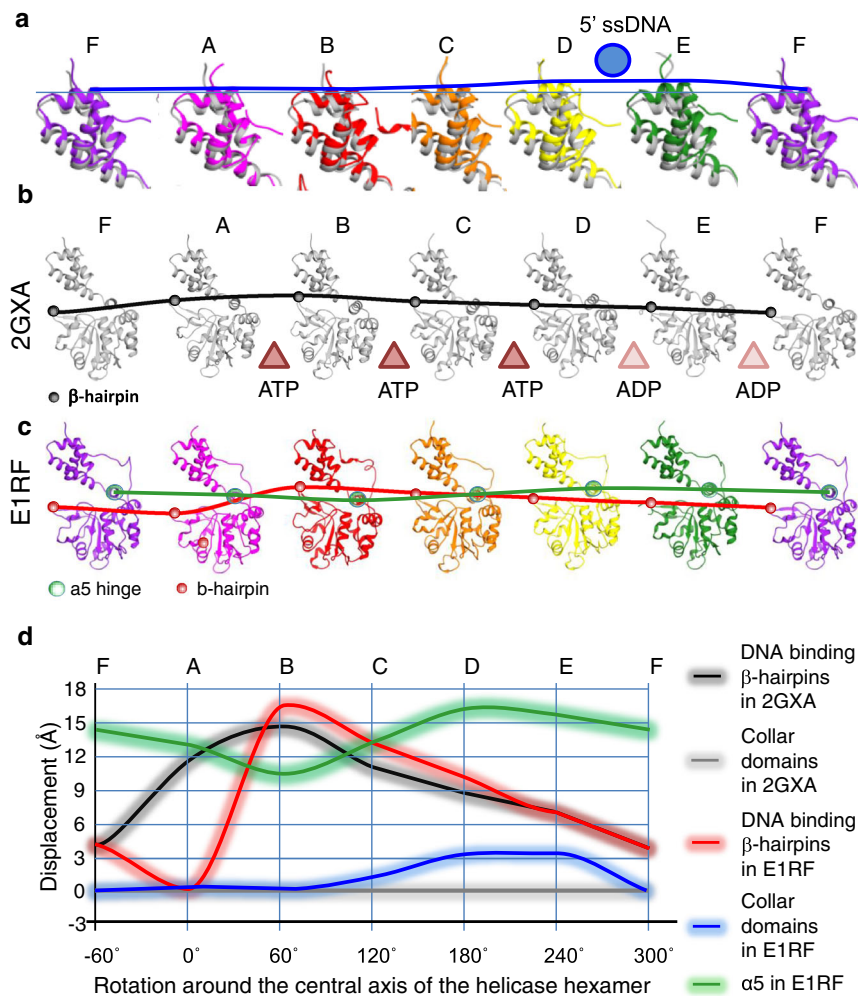 a
5' ssDNA
F A B C D E F
b
F A B C D E F
2GXA
ATP ATP ATP ADP ADP
β-hairpin
c
E1RF
a5 hinge b-hairpin
d
F A B C D E F
18
15
12
9
6
3
0
-3
Displacement (Å)
-60° 0° 60° 120° 180° 240° 300°
Rotation around the central axis of the helicase hexamer
DNA binding
β-hairpins
in 2GXA
Collar
domains
in 2GXA
DNA binding
β-hairpins
in E1RF
Collar
domains
in E1RF
α5 in E1RF